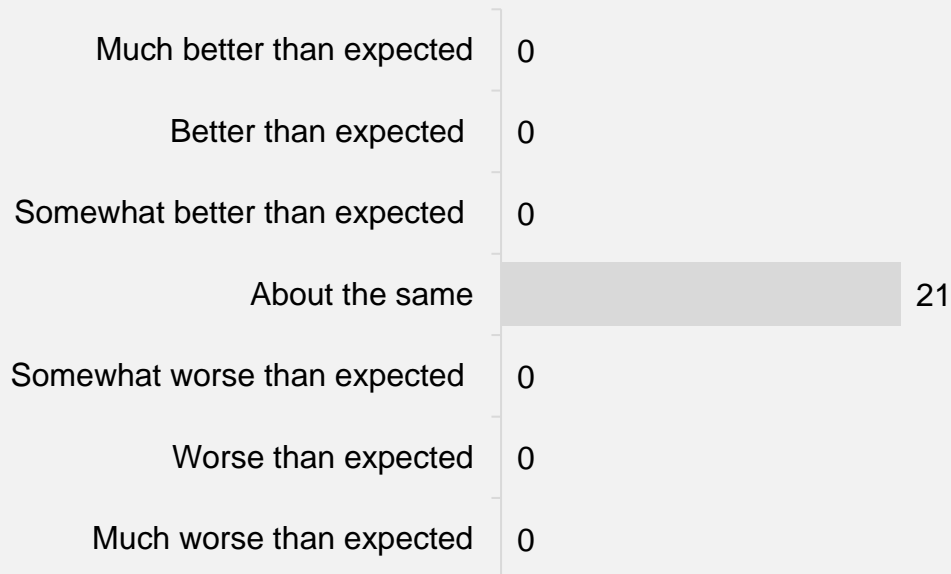 Much better than expected 0
Better than expected 0
Somewhat better than expected 0
About the same 21
Somewhat worse than expected 0
Worse than expected 0
Much worse than expected 0